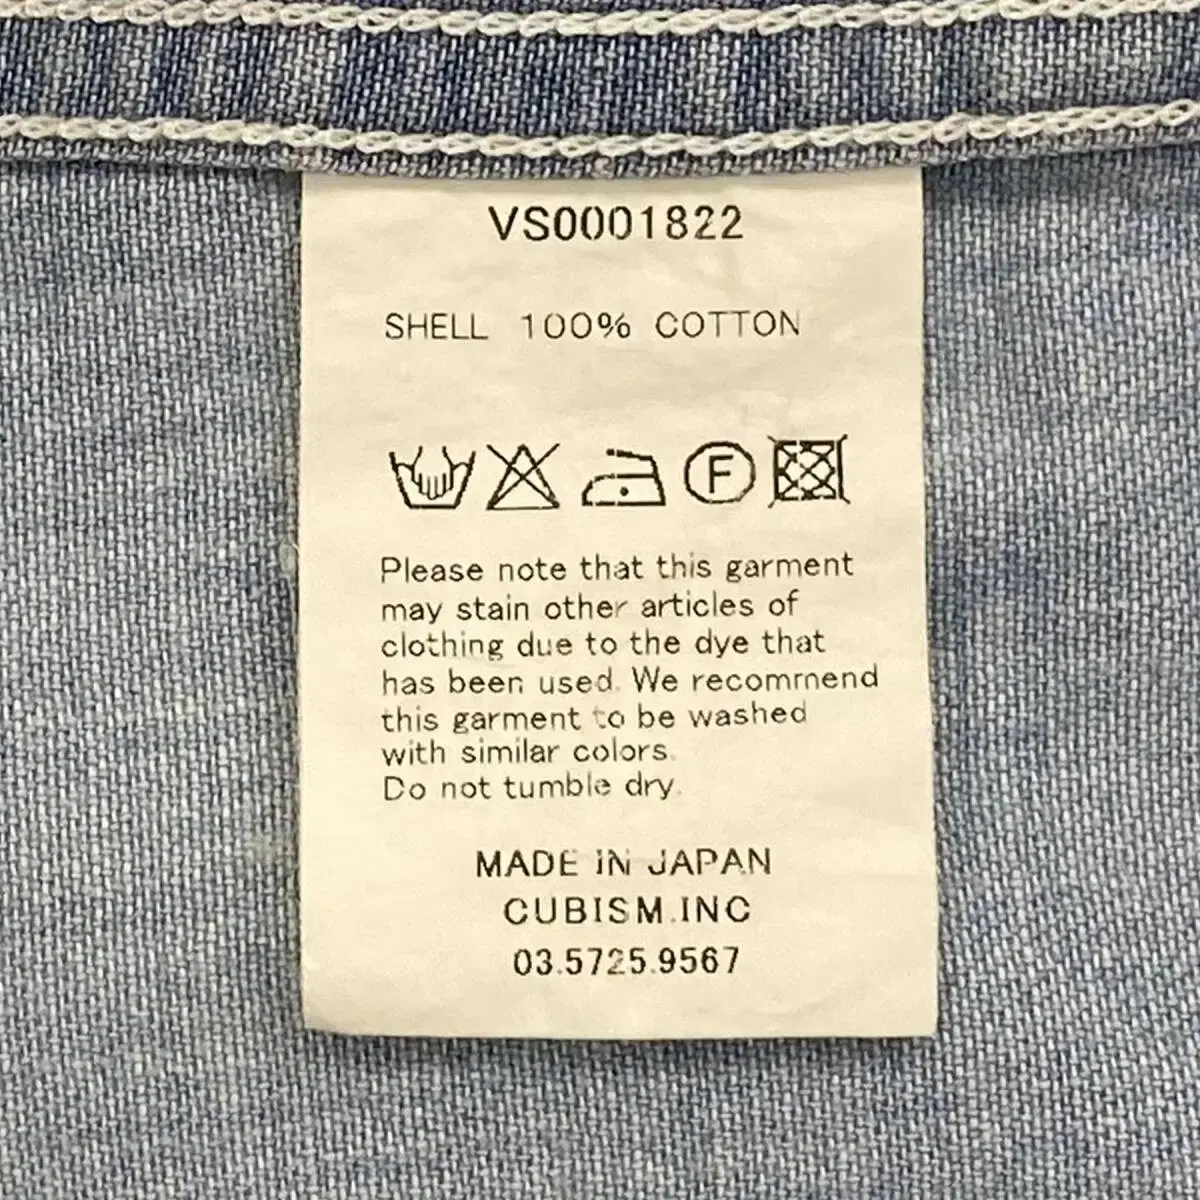 VS0001822
SHELL 100% COTTON
F
Please note that this garment
may stain other articles of
clothing due to the dye that
has been used. We recommend
this garment to be washed
with similar colors.
Do not tumble dry.
MADE IN JAPAN
CUBISM.INC
03.5725.9567